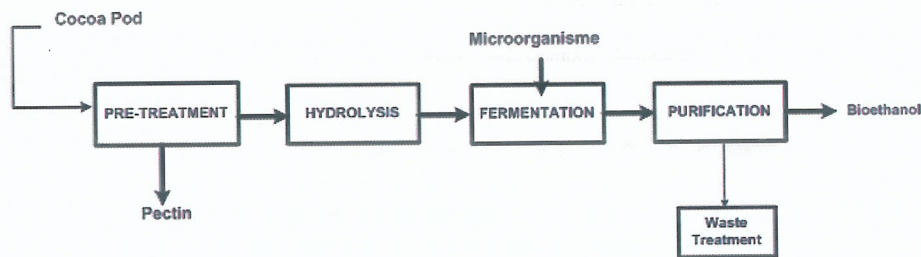 Cocoa Pod
Microorganisme
PRE-TREATMENT
HYDROLYSIS
FERMENTATION
PURIFICATION
Bioethanol
Pectin
Waste
Treatment